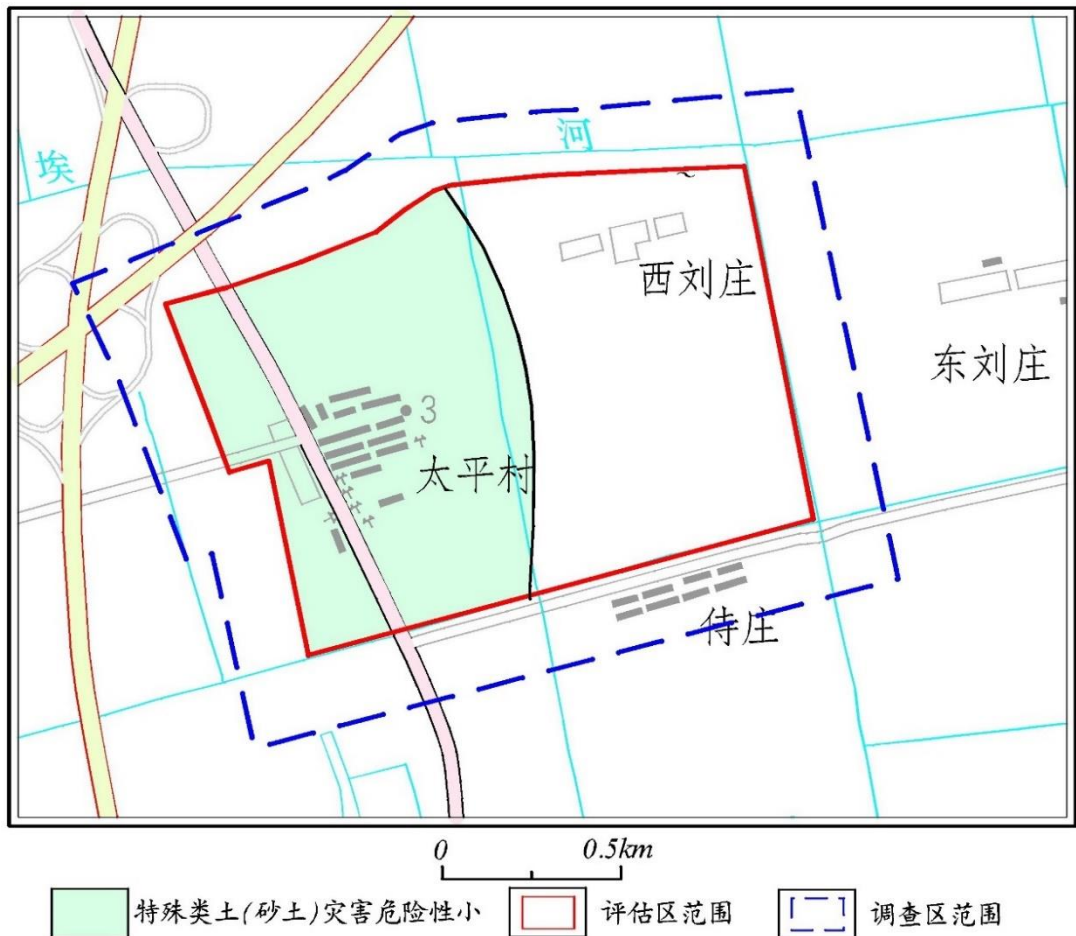 埃 河
西刘庄
东刘庄
3
太平村
侍庄
0 0.5km
特殊类土(砂土)灾害危险性小
评估区范围
调查区范围